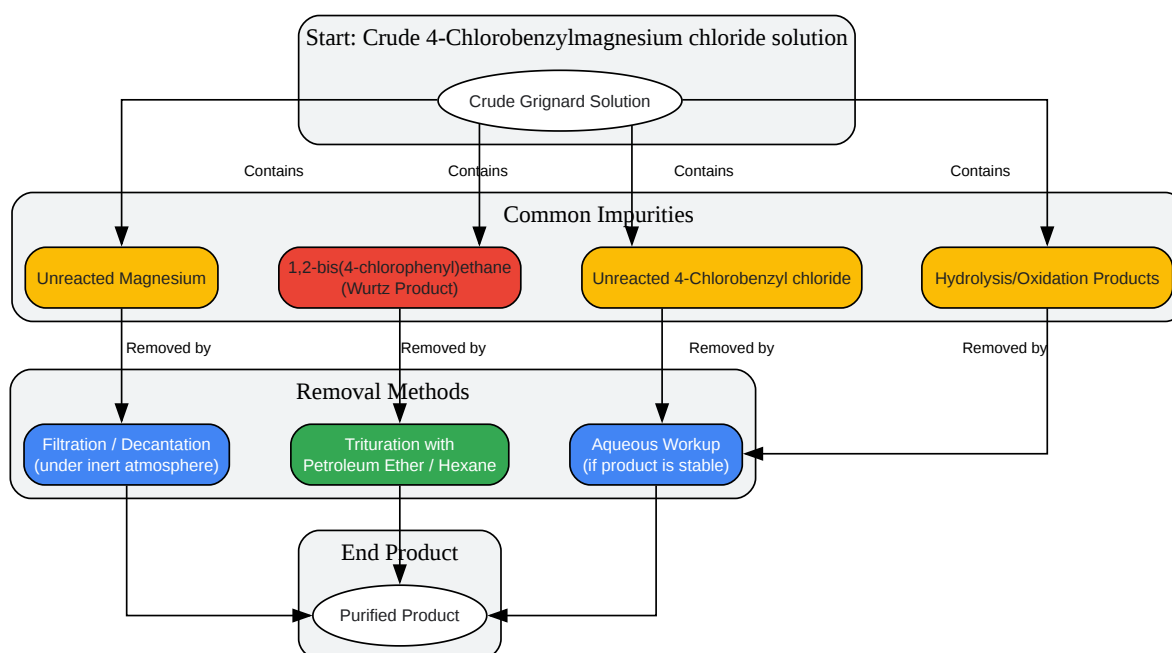 Start: Crude 4-Chlorobenzylmagnesium chloride solution
Crude Grignard Solution
Contains
Contains
Contains
Contains
Common Impurities
Unreacted Magnesium
1,2-bis(4-chlorophenyl)ethane
(Wurtz Product)
Unreacted 4-Chlorobenzyl chloride
Hydrolysis/Oxidation Products
Removed by
Removed by
Removed by
Removed by
Removal Methods
Filtration / Decantation
(under inert atmosphere)
Trituration with
Petroleum Ether / Hexane
Aqueous Workup
(if product is stable)
End Product
Purified Product